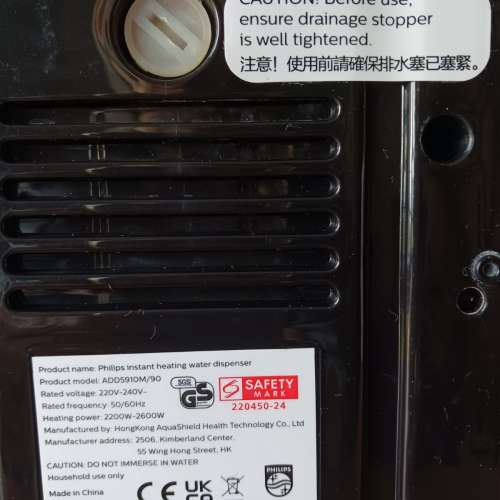 CAUTION! Before use,
ensure drainage stopper
is well tightened.
注意！使用前請確保排水塞已塞緊。
Product name: Philips instant heating water dispenser
Product model: ADD5910M/90
Rated voltage: 220V-240V~
Rated frequency: 50/60Hz
Heating power: 2200W-2600W
SGS
GS
SAFETY
MARK
220450-24
Manufactured by: HongKong AquaShield Health Technology Co., Ltd
Manufacturer address: 2506, Kimberland Center,
55 Wing Hong Street, HK
CAUTION: DO NOT IMMERSE IN WATER
Household use only
Made in China
CE
UK
CA
PHILIPS